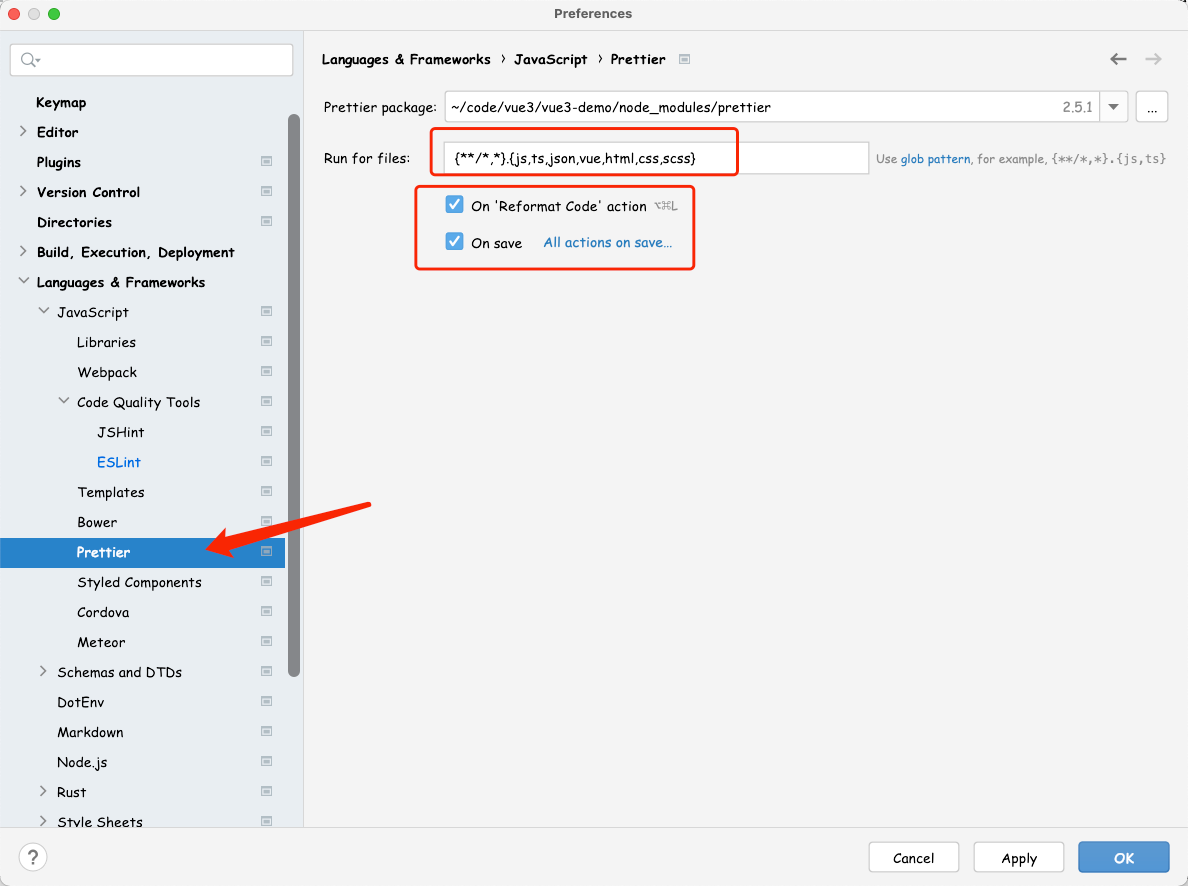 Preferences
Keymap
Editor
Plugins
Version Control
Directories
Build, Execution, Deployment
Languages & Frameworks
JavaScript
Libraries
Webpack
Code Quality Tools
JSHint
ESLint
Templates
Bower
Prettier
Styled Components
Cordova
Meteor
Schemas and DTDs
DotEnv
Markdown
Node.js
Rust
Style Sheets
Languages & Frameworks › JavaScript › Prettier
Prettier package: ~/code/vue3/vue3-demo/node_modules/prettier 2.5.1 ...
Run for files: {**/*,*}.{js,ts,json,vue,html,css,scss} Use glob pattern, for example, {**/*,*}.{js,ts}
On 'Reformat Code' action ⌥⌘L
On save All actions on save...
? Cancel Apply OK